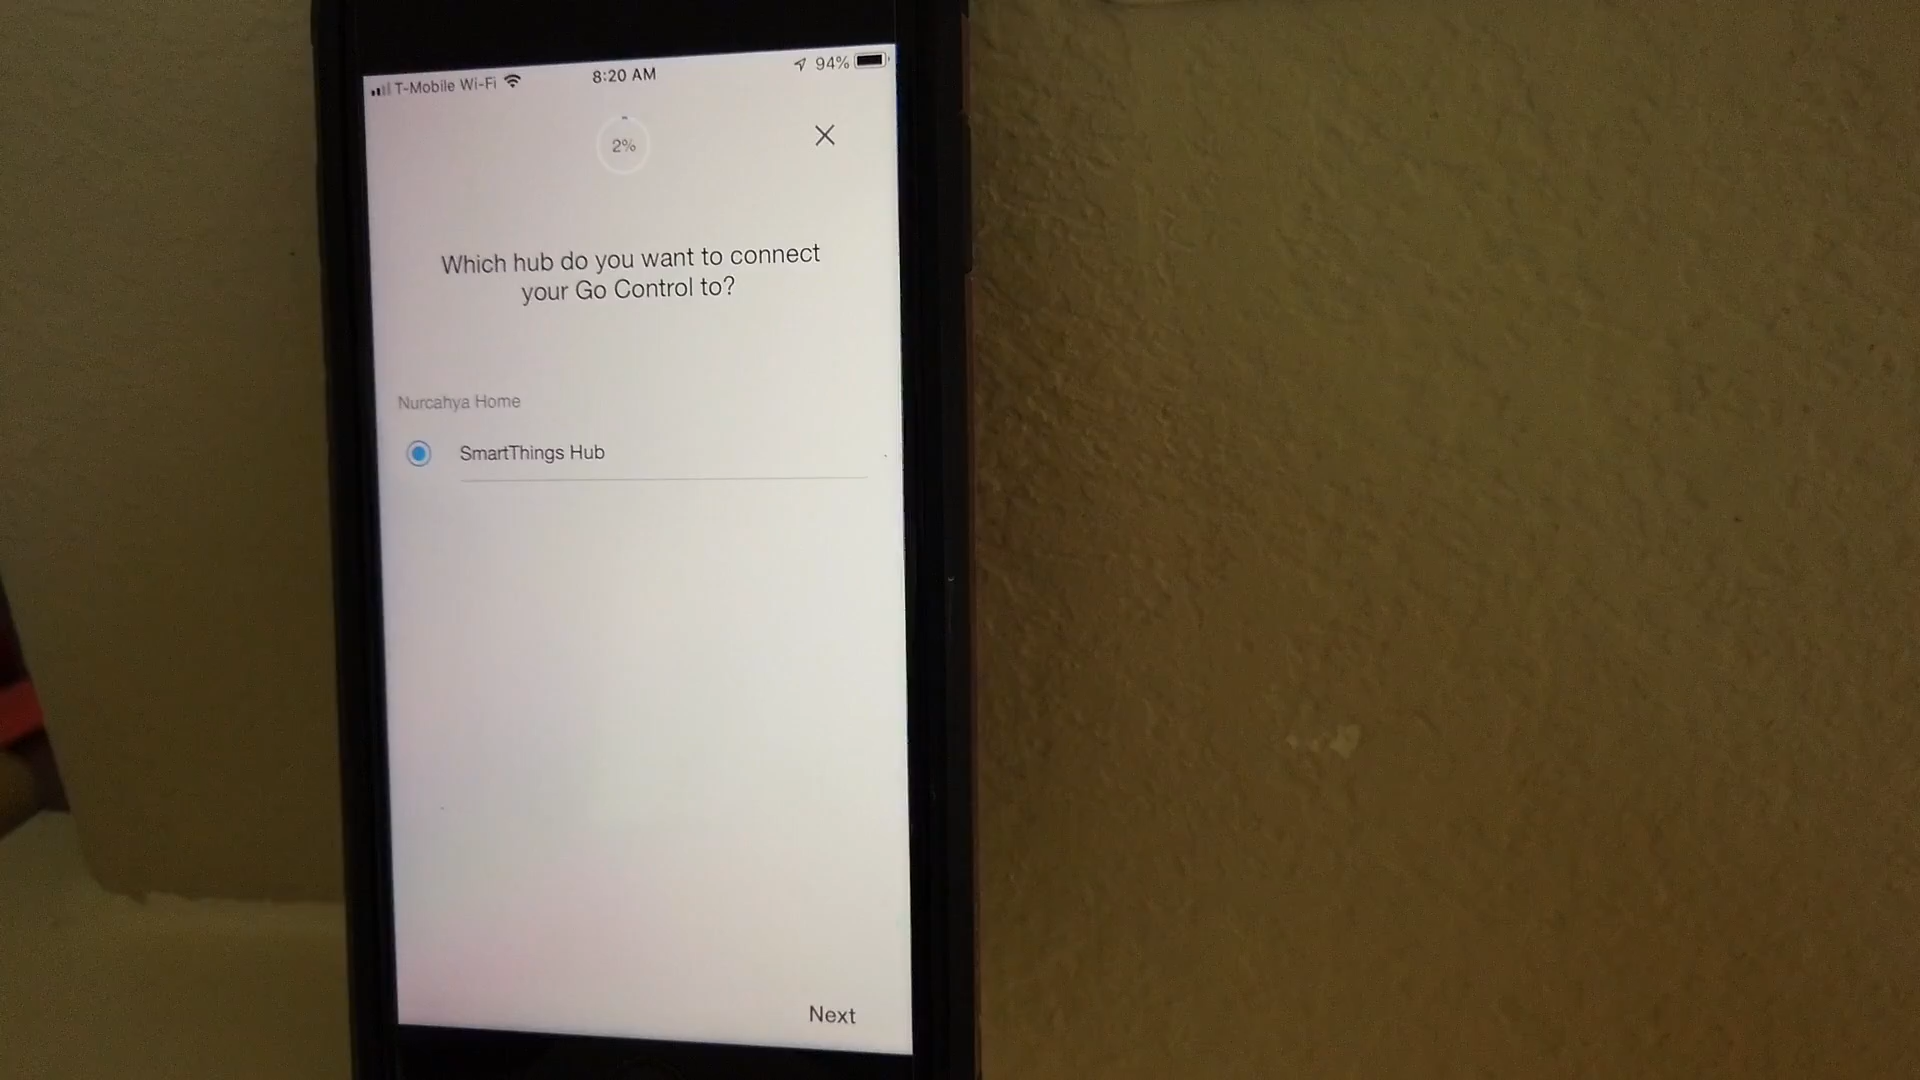 T-Mobile Wi-Fi 8:20 AM 94%
2%
Which hub do you want to connect
your Go Control to?
Nurcahya Home
SmartThings Hub
Next